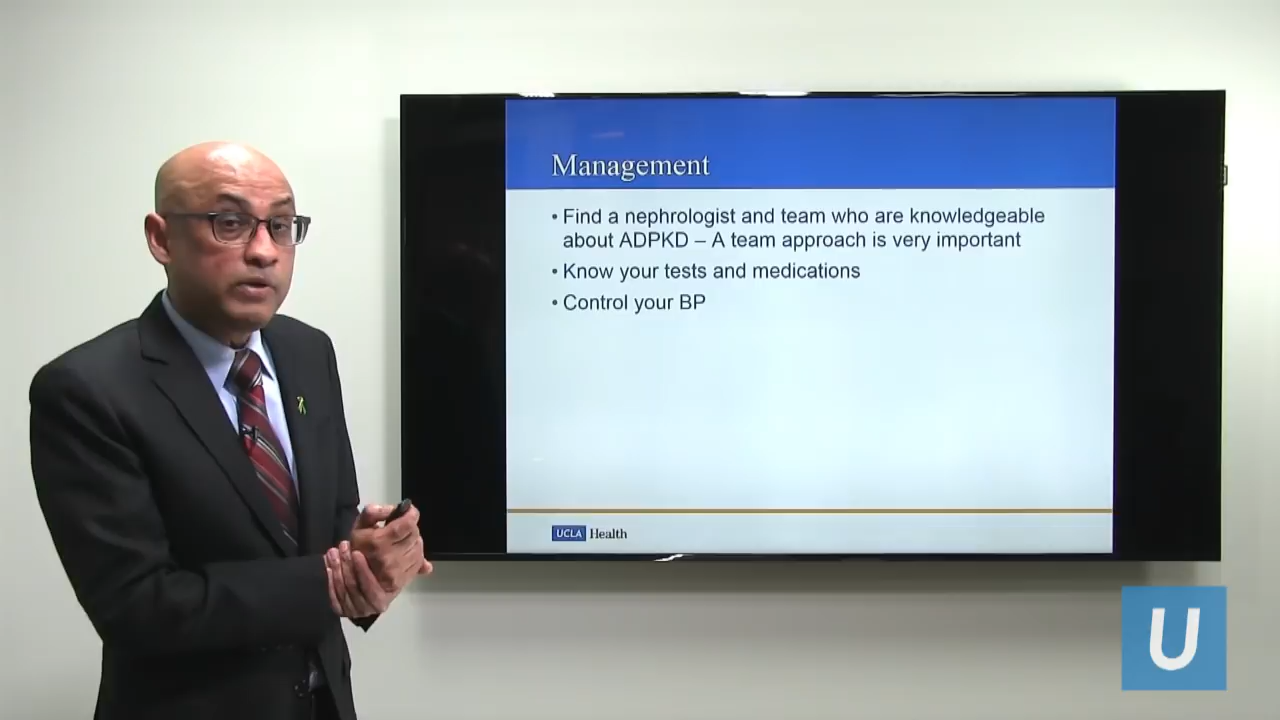 Management
• Find a nephrologist and team who are knowledgeable
about ADPKD – A team approach is very important
• Know your tests and medications
• Control your BP
UCLA Health
U